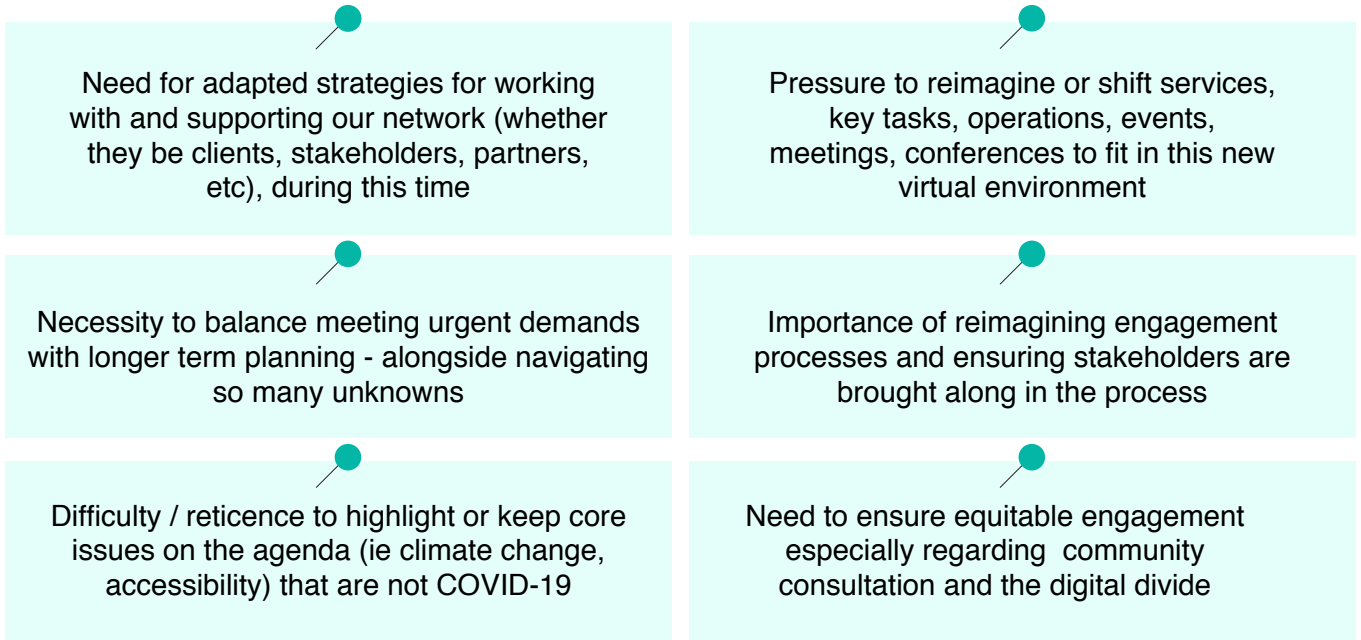 Need for adapted strategies for working
with and supporting our network (whether
they be clients, stakeholders, partners,
etc), during this time
Pressure to reimagine or shift services,
key tasks, operations, events,
meetings, conferences to fit in this new
virtual environment
Necessity to balance meeting urgent demands
with longer term planning - alongside navigating
so many unknowns
Importance of reimagining engagement
processes and ensuring stakeholders are
brought along in the process
Difficulty / reticence to highlight or keep core
issues on the agenda (ie climate change,
accessibility) that are not COVID-19
Need to ensure equitable engagement
especially regarding  community
consultation and the digital divide